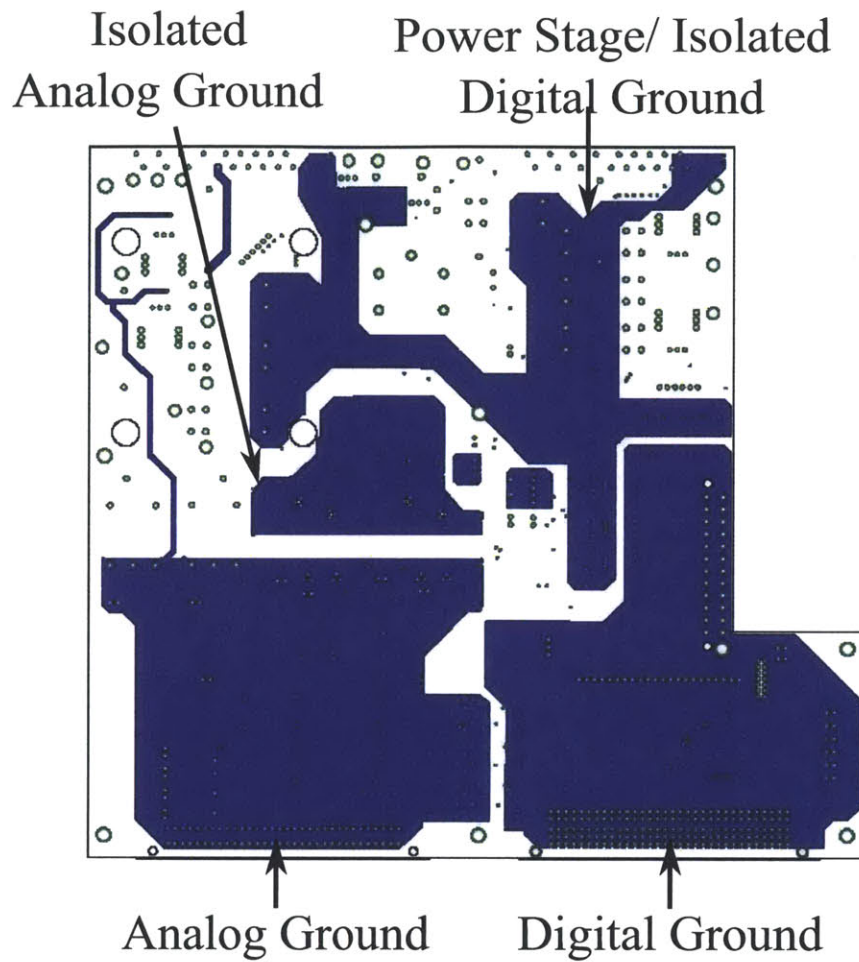 Isolated
Analog Ground
Power Stage/ Isolated
Digital Ground
Analog Ground
Digital Ground